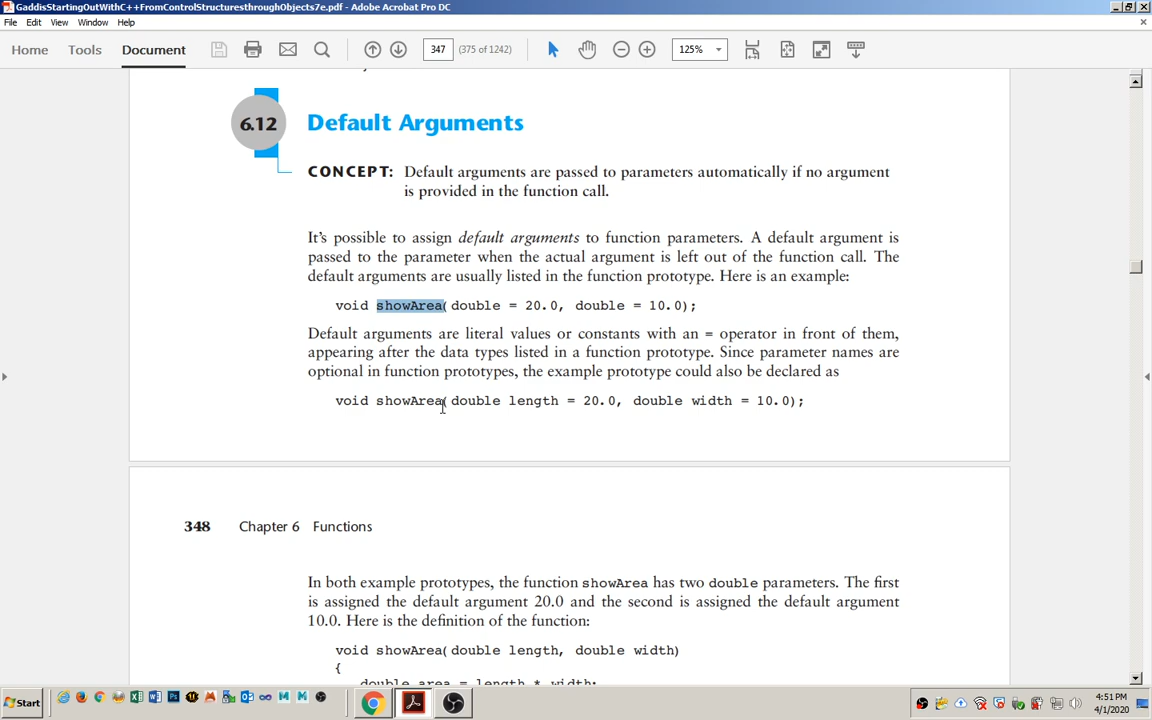 GaddisStartingOutWithC++FromControlStructuresthroughObjects7e.pdf - Adobe Acrobat Pro DC
File Edit View Window Help
Home Tools Document 347 (375 of 1242) 125%
6.12 Default Arguments
CONCEPT: Default arguments are passed to parameters automatically if no argument
is provided in the function call.
It's possible to assign default arguments to function parameters. A default argument is
passed to the parameter when the actual argument is left out of the function call. The
default arguments are usually listed in the function prototype. Here is an example:
void showArea(double = 20.0, double = 10.0);
Default arguments are literal values or constants with an = operator in front of them,
appearing after the data types listed in a function prototype. Since parameter names are
optional in function prototypes, the example prototype could also be declared as
void showArea(double length = 20.0, double width = 10.0);
348 Chapter 6 Functions
In both example prototypes, the function showArea has two double parameters. The first
is assigned the default argument 20.0 and the second is assigned the default argument
10.0. Here is the definition of the function:
void showArea(double length, double width)
{
double area = length * width;
Start
4:51 PM
4/1/2020